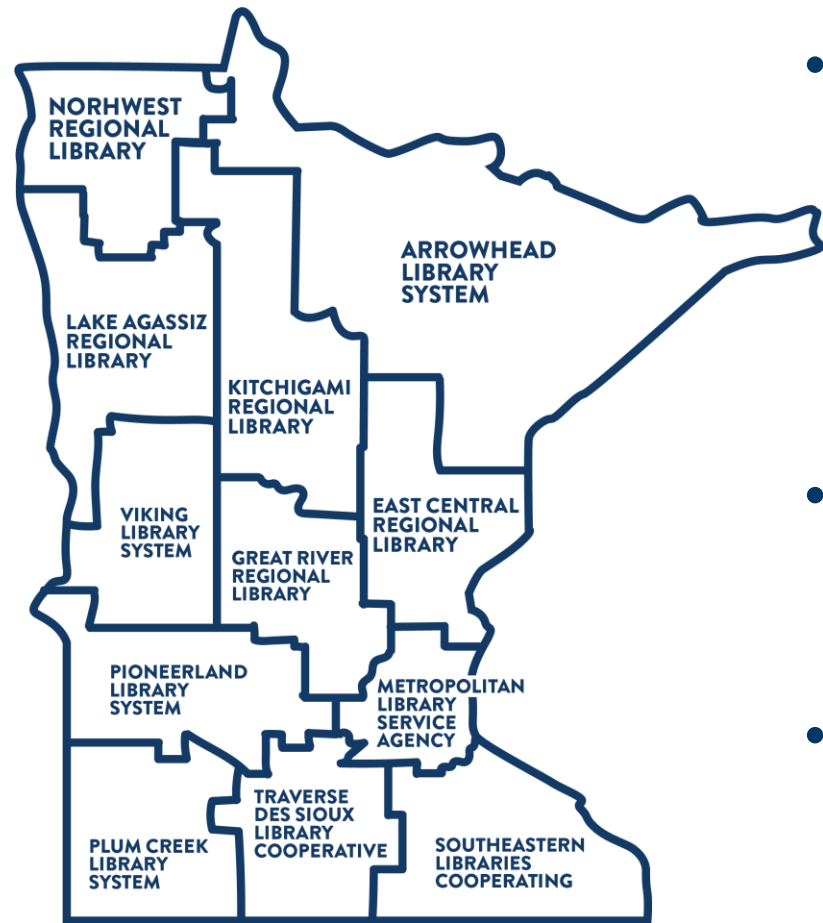 NORHWEST
REGIONAL
LIBRARY
ARROWHEAD
LIBRARY
SYSTEM
LAKE AGASSIZ
REGIONAL
LIBRARY
KITCHIGAMI
REGIONAL
LIBRARY
VIKING
LIBRARY
SYSTEM
EAST CENTRAL
REGIONAL
LIBRARY
GREAT RIVER
REGIONAL
LIBRARY
PIONEERLAND
LIBRARY
SYSTEM
METROPOLITAN
LIBRARY
SERVICE
AGENCY
PLUM CREEK
LIBRARY
SYSTEM
TRAVERSE
DES SIOUX
LIBRARY
COOPERATIVE
SOUTHEASTERN
LIBRARIES
COOPERATING